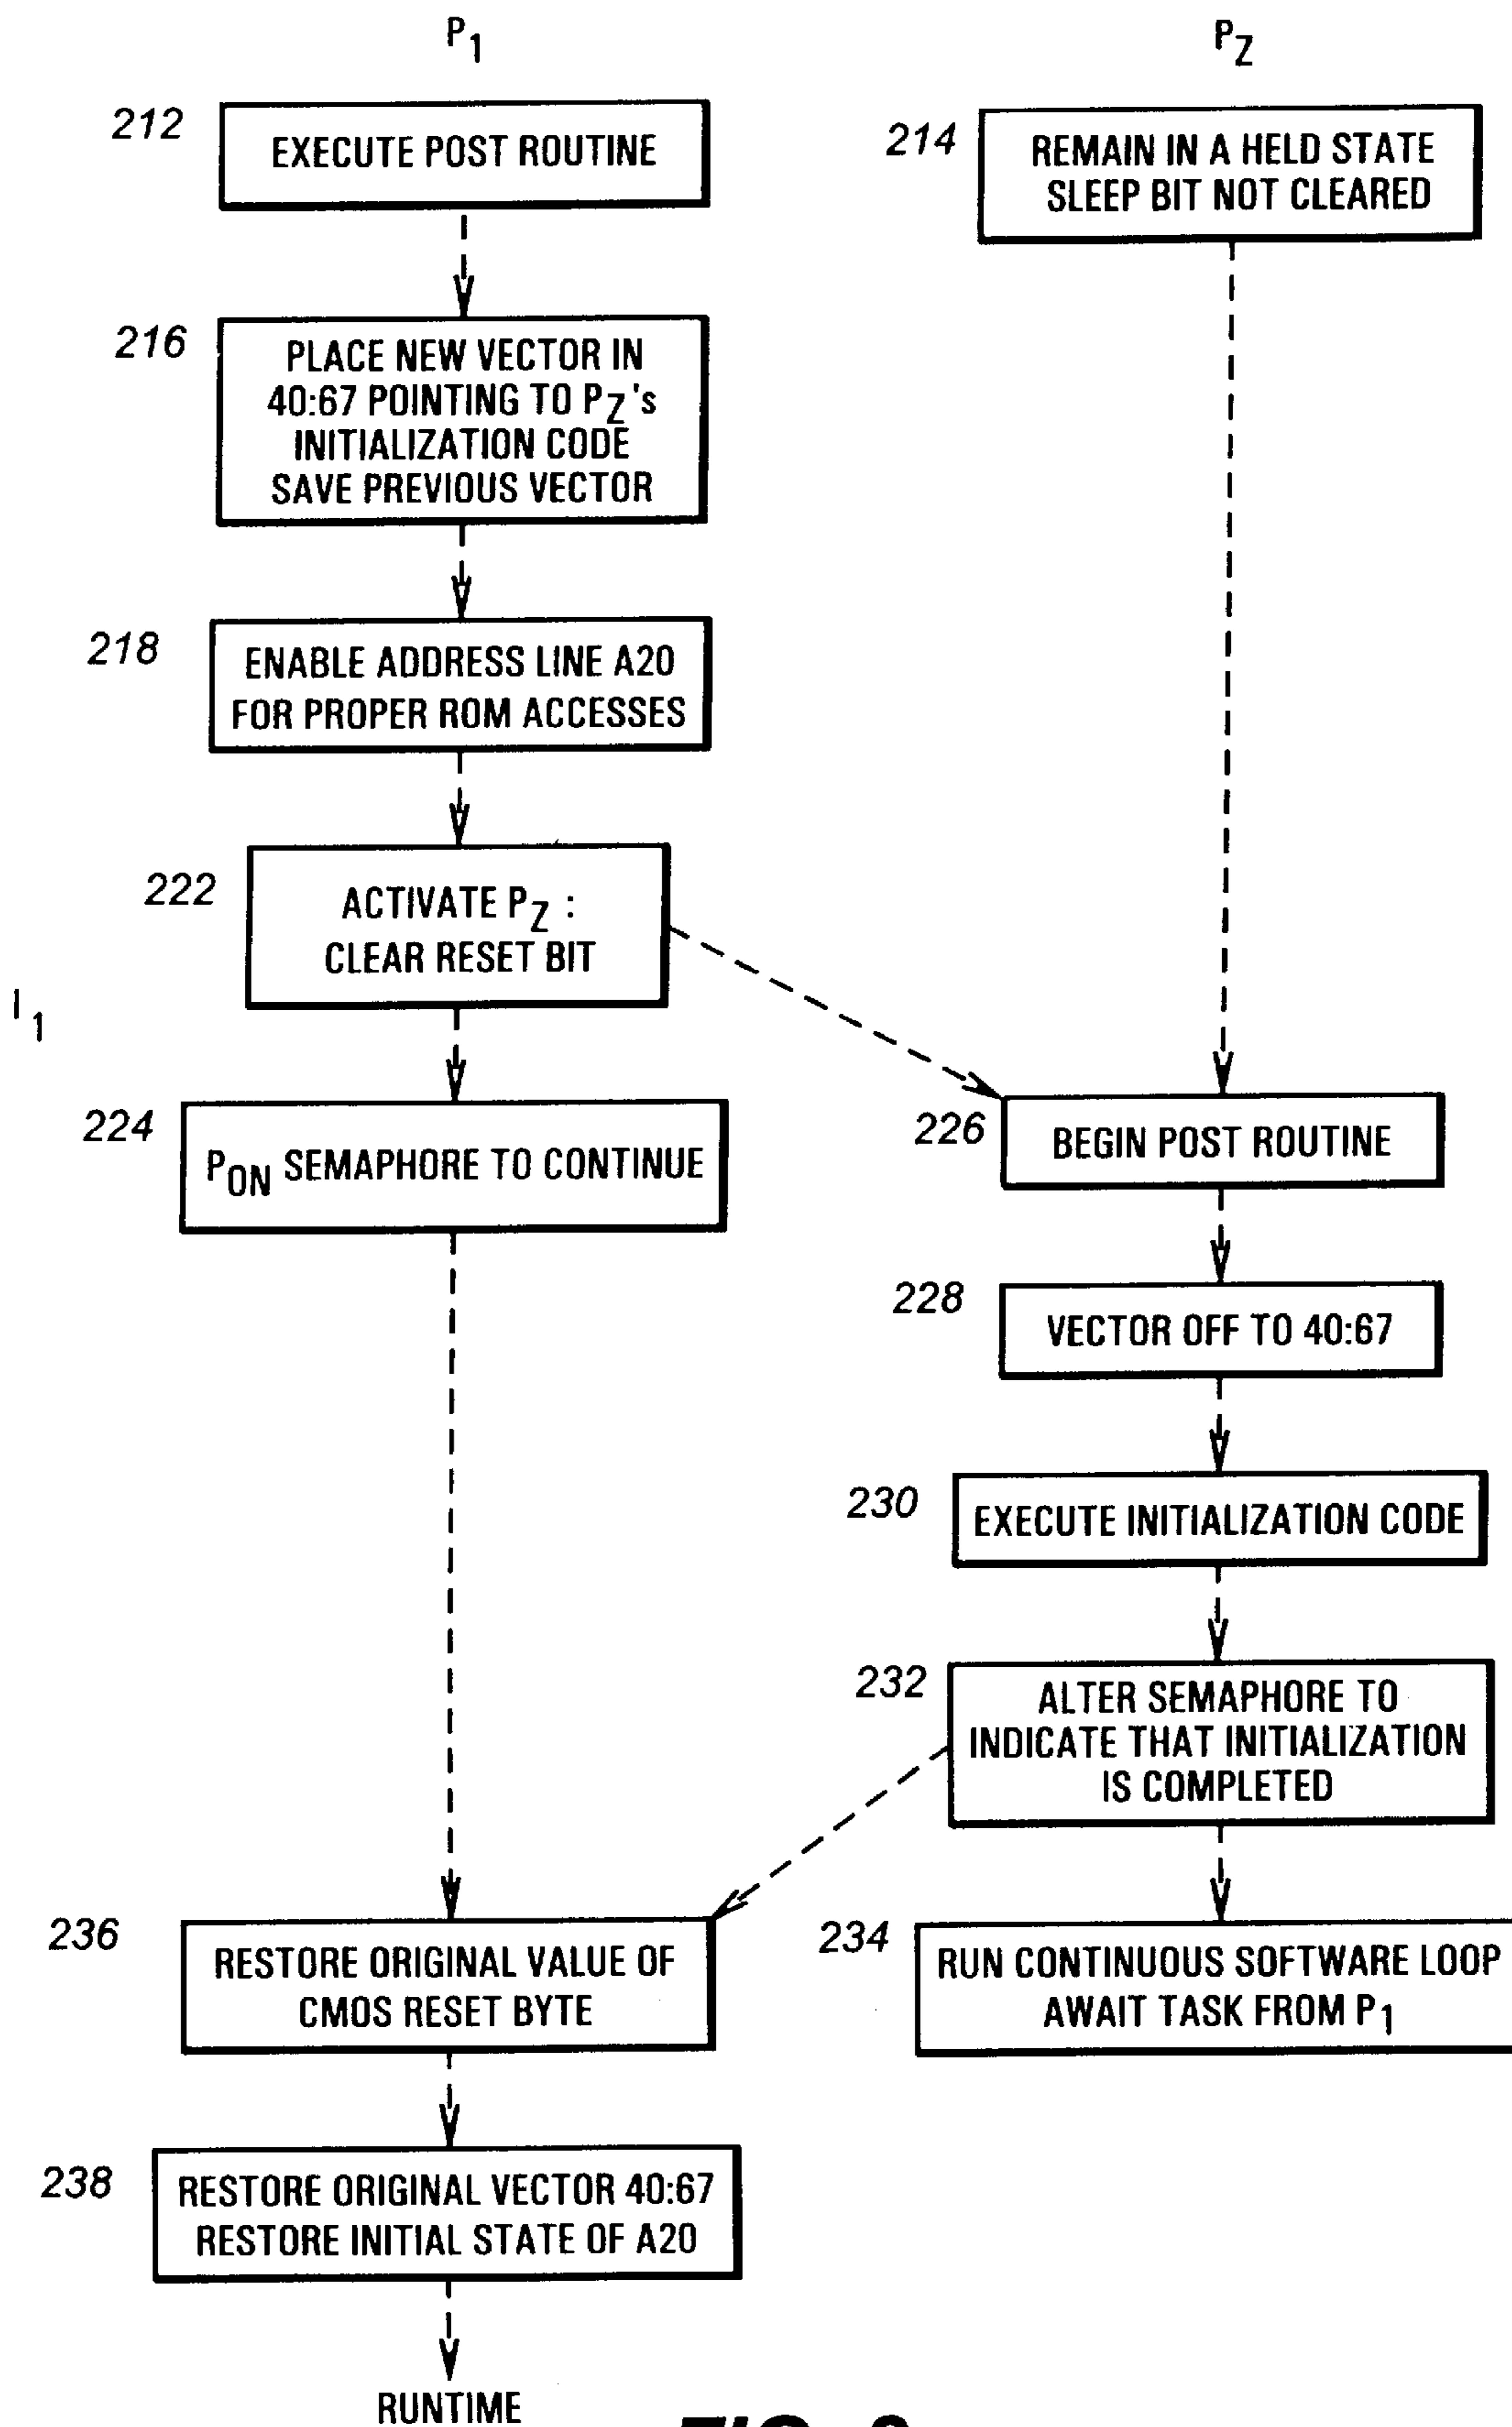 P1
PZ
212
EXECUTE POST ROUTINE
214
REMAIN IN A HELD STATE
SLEEP BIT NOT CLEARED
216
PLACE NEW VECTOR IN
40:67 POINTING TO PZ's
INITIALIZATION CODE
SAVE PREVIOUS VECTOR
218
ENABLE ADDRESS LINE A20
FOR PROPER ROM ACCESSES
222
ACTIVATE PZ :
CLEAR RESET BIT
I1
224
PON SEMAPHORE TO CONTINUE
226
BEGIN POST ROUTINE
228
VECTOR OFF TO 40:67
230
EXECUTE INITIALIZATION CODE
232
ALTER SEMAPHORE TO
INDICATE THAT INITIALIZATION
IS COMPLETED
236
RESTORE ORIGINAL VALUE OF
CMOS RESET BYTE
234
RUN CONTINUOUS SOFTWARE LOOP
AWAIT TASK FROM P1
238
RESTORE ORIGINAL VECTOR 40:67
RESTORE INITIAL STATE OF A20
RUNTIME